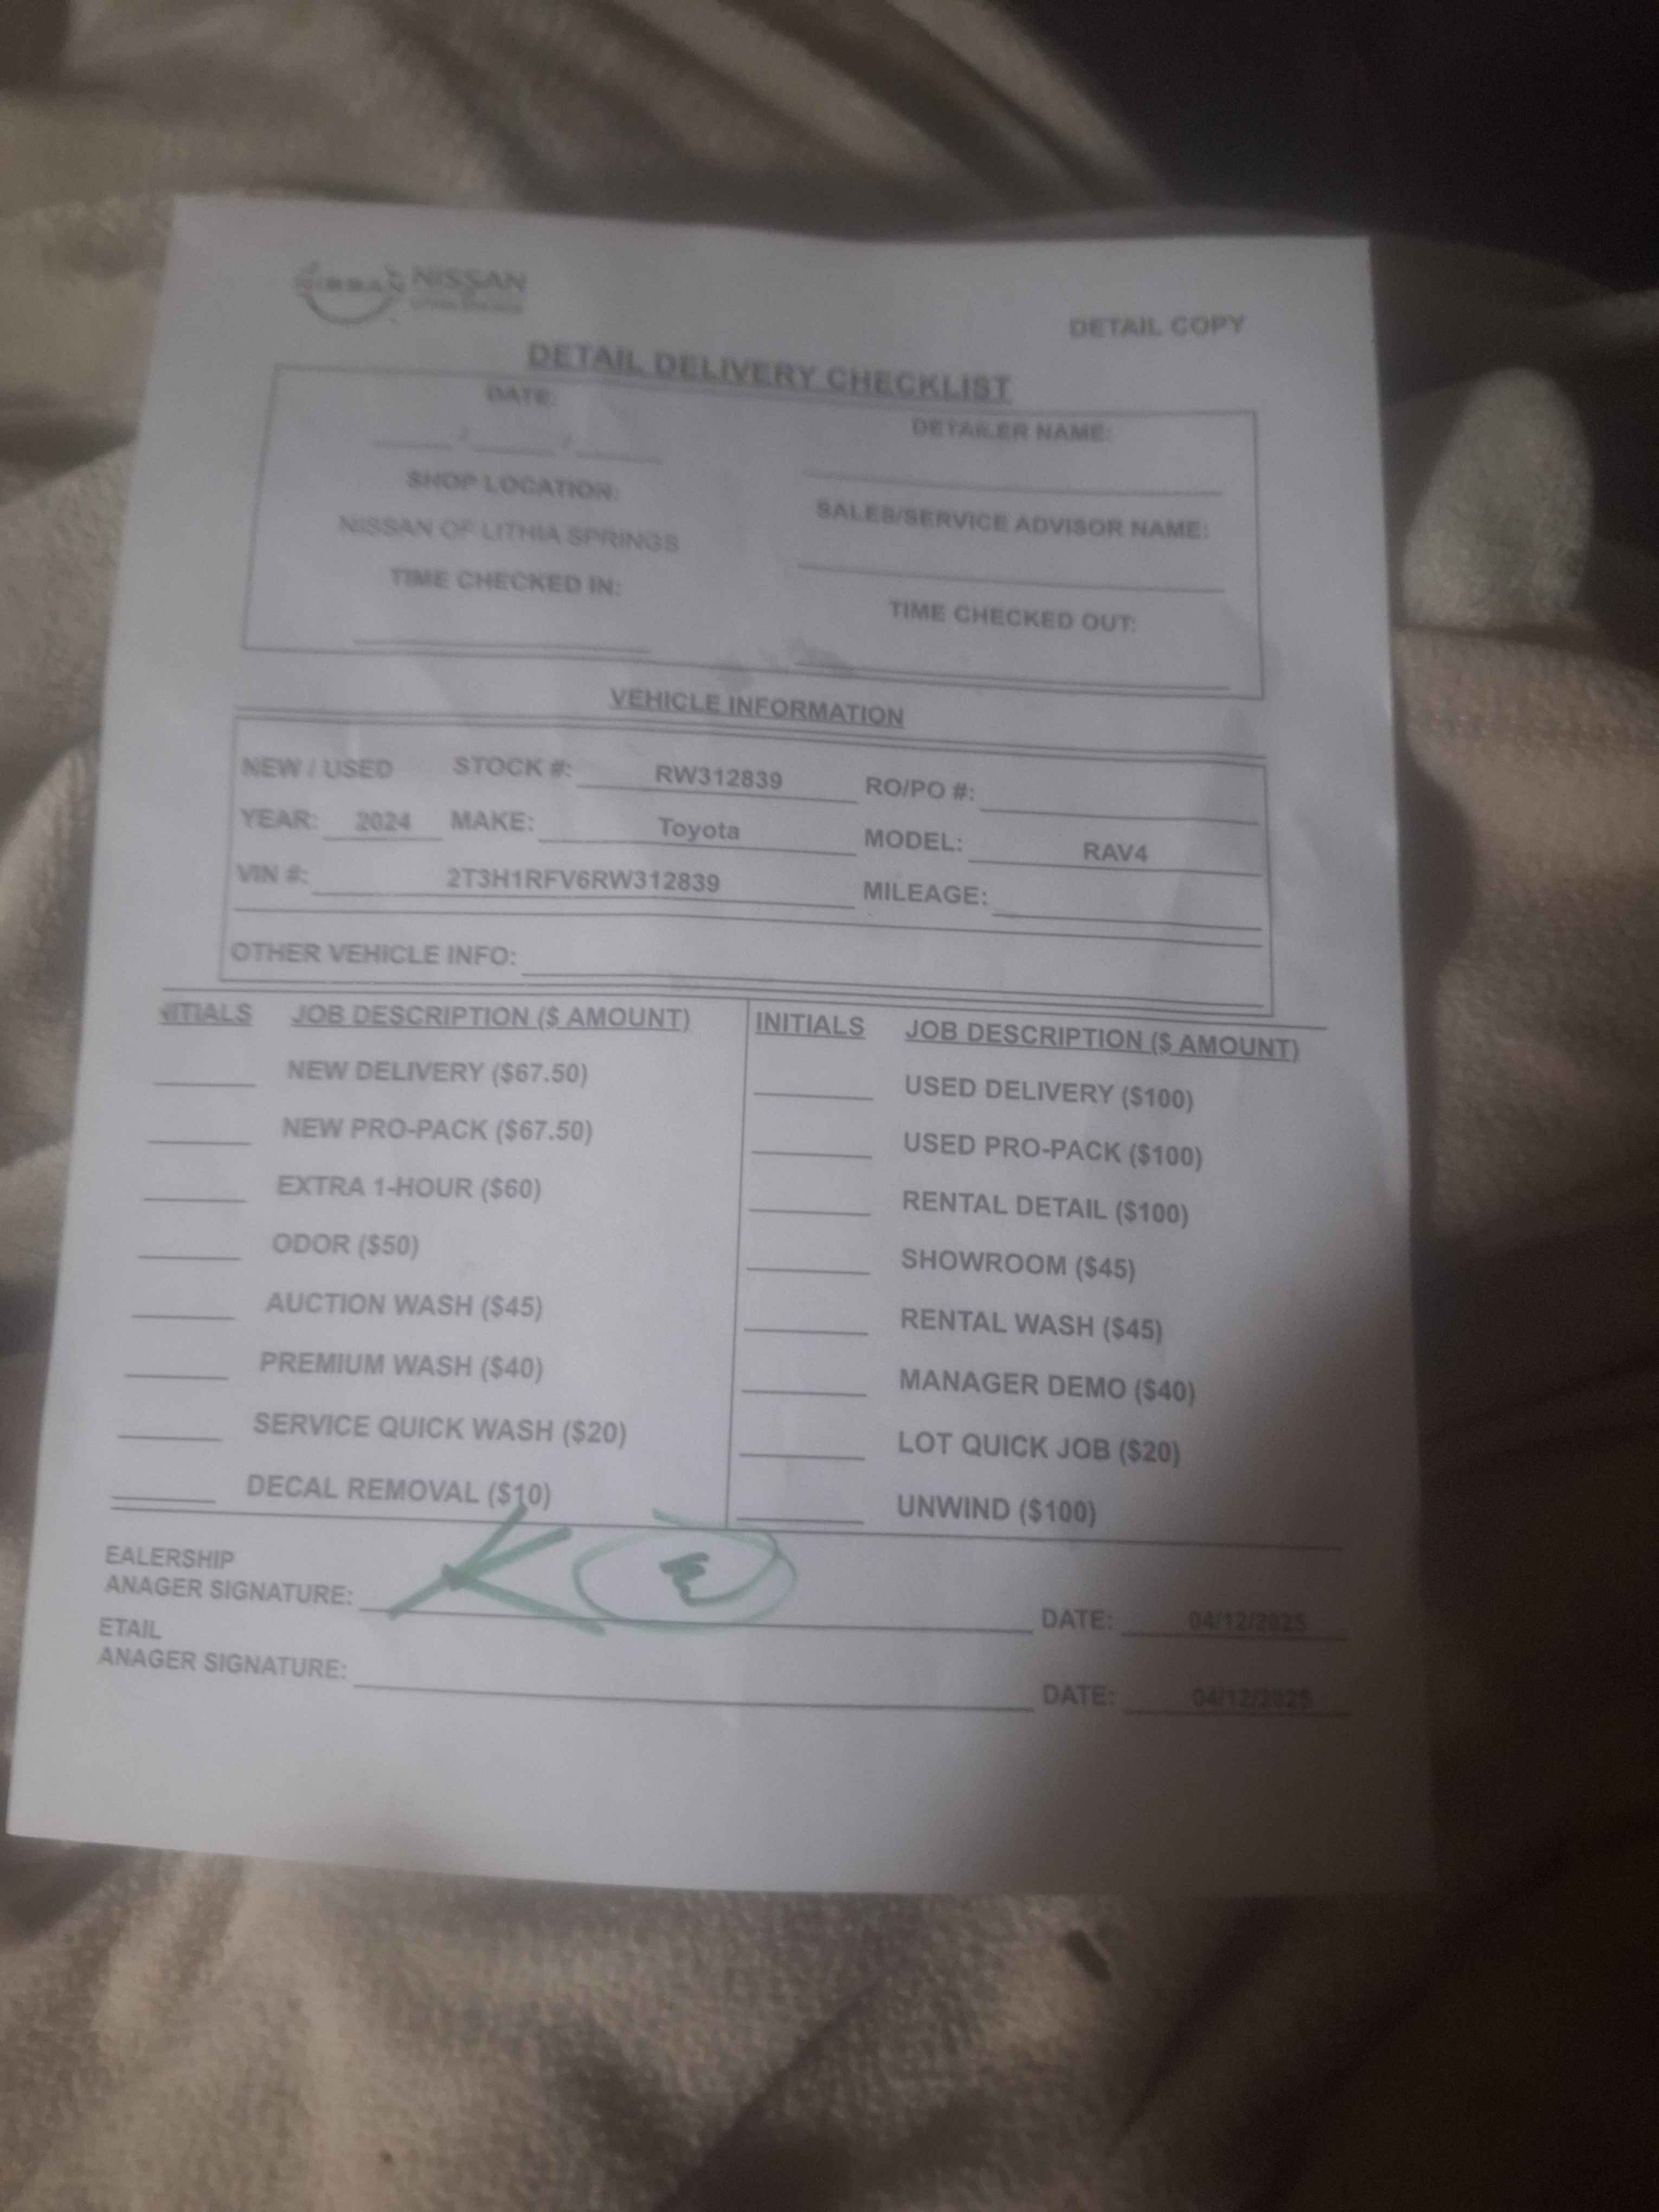 NISSAN
DETAIL COPY
DETAIL DELIVERY CHECKLIST
DATE:
DETAILER NAME:
SHOP LOCATION:
SALES/SERVICE ADVISOR NAME:
NISSAN OF LITHIA SPRINGS
TIME CHECKED IN:
TIME CHECKED OUT:
VEHICLE INFORMATION
NEW / USED STOCK #: RW312839 RO/PO #:
YEAR: 2024 MAKE: Toyota MODEL: RAV4
VIN #: 2T3H1RFV6RW312839 MILEAGE:
OTHER VEHICLE INFO:
ITIALS JOB DESCRIPTION ($ AMOUNT) INITIALS JOB DESCRIPTION ($ AMOUNT)
NEW DELIVERY ($67.50) USED DELIVERY ($100)
NEW PRO-PACK ($67.50) USED PRO-PACK ($100)
EXTRA 1-HOUR ($60) RENTAL DETAIL ($100)
ODOR ($50) SHOWROOM ($45)
AUCTION WASH ($45) RENTAL WASH ($45)
PREMIUM WASH ($40) MANAGER DEMO ($40)
SERVICE QUICK WASH ($20) LOT QUICK JOB ($20)
DECAL REMOVAL ($10) UNWIND ($100)
EALERSHIP
ANAGER SIGNATURE: DATE: 04/12/2025
ETAIL
ANAGER SIGNATURE: DATE: 04/12/2025